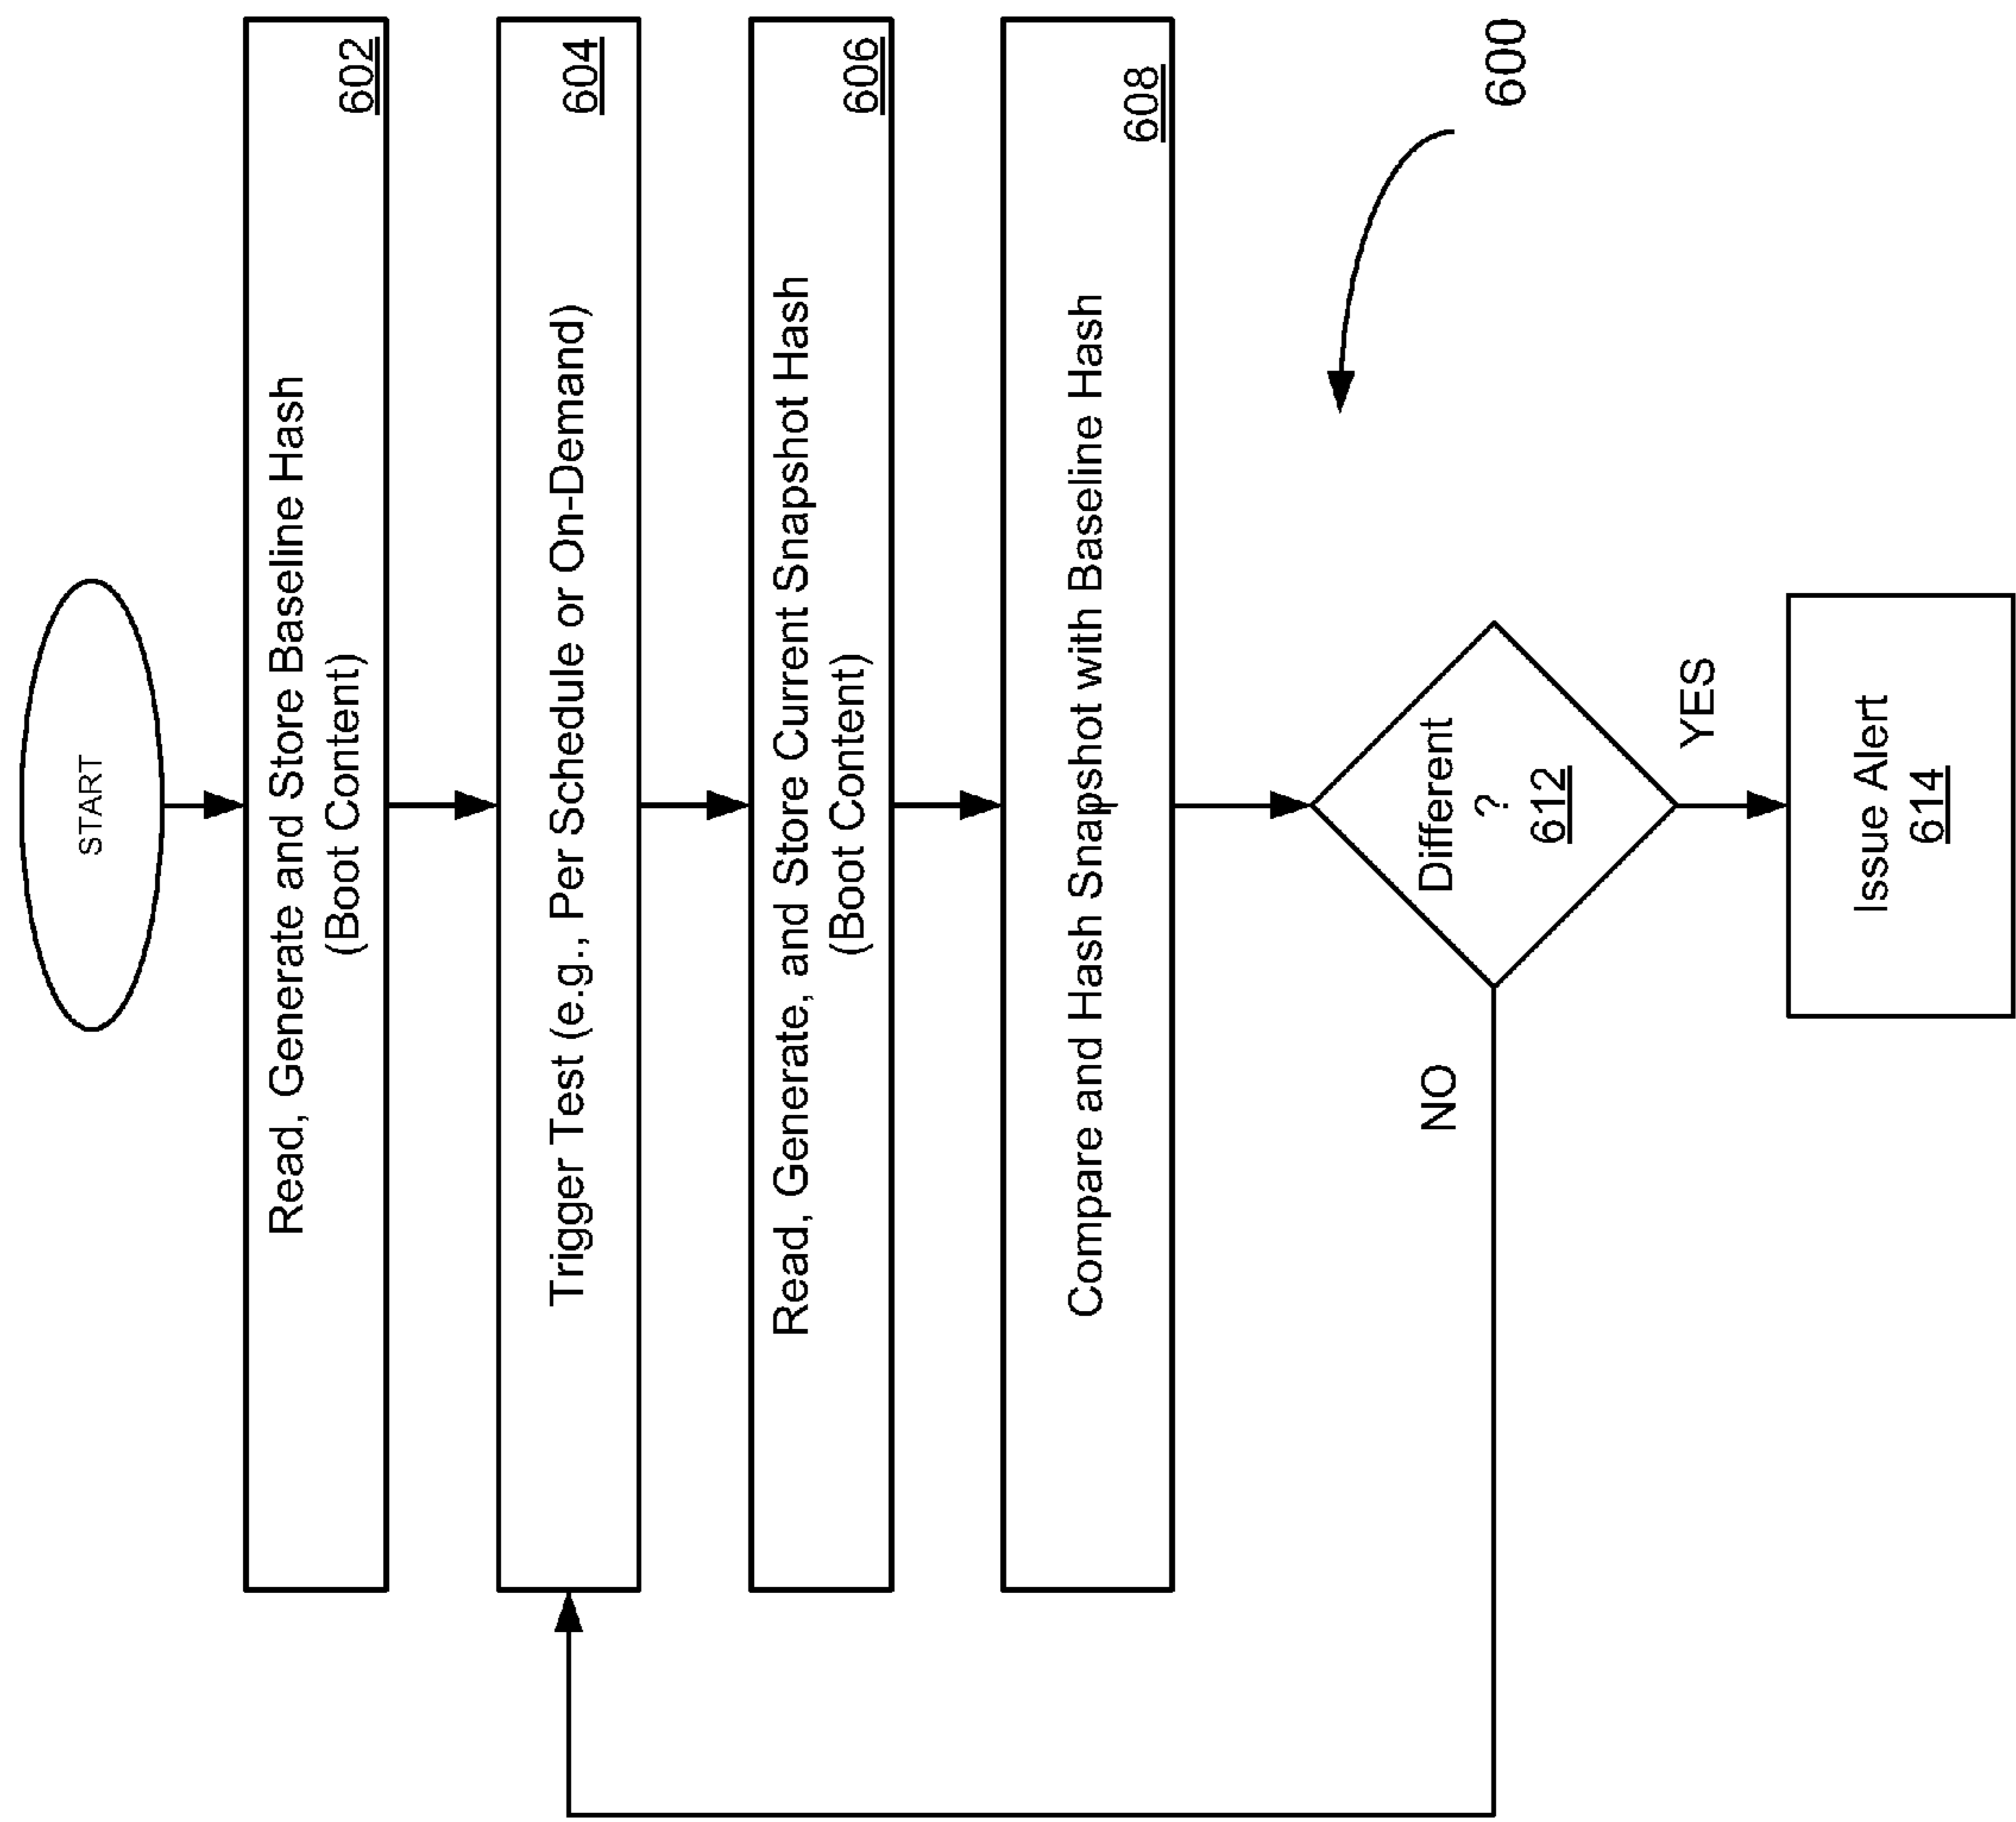 START
Read, Generate and Store Baseline Hash
(Boot Content)
602
Trigger Test (e.g., Per Schedule or On-Demand)
604
Read, Generate, and Store Current Snapshot Hash
(Boot Content)
606
Compare and Hash Snapshot with Baseline Hash
608
600
Different
?
612
NO
YES
Issue Alert
614